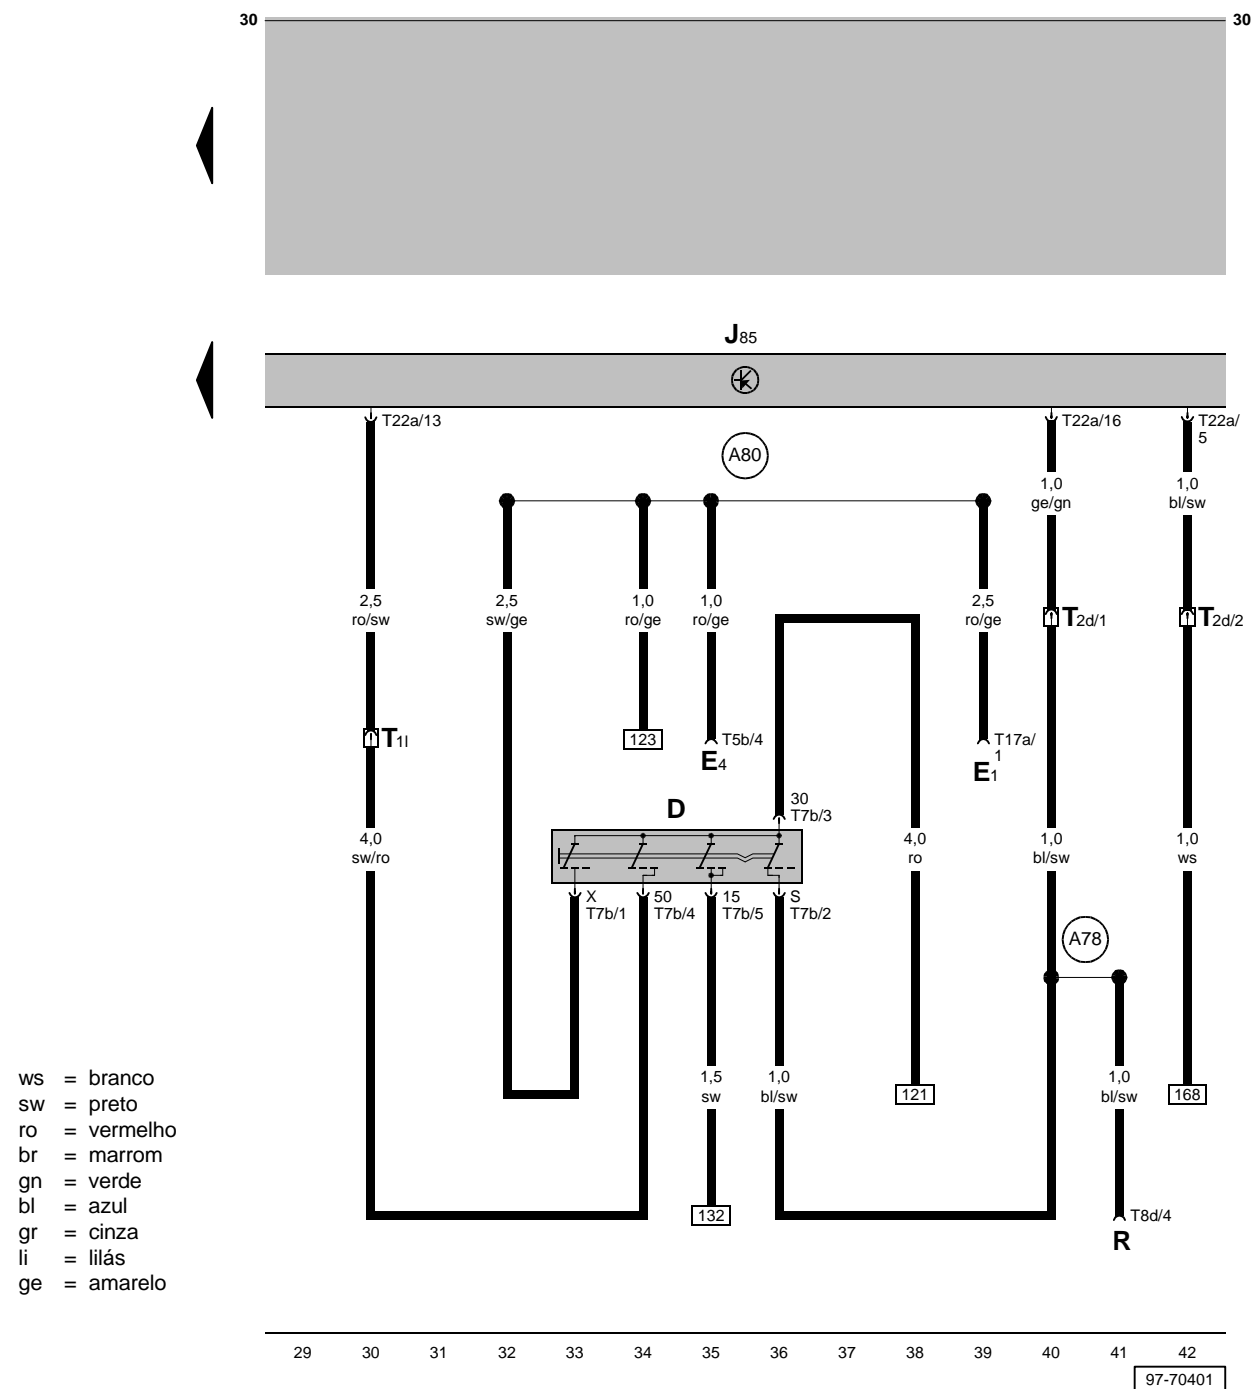 30 30
J85
T22a/13 T22a/16 T22a/
5
A80
1,0 1,0
ge/gn bl/sw
2,5 2,5 1,0 1,0 2,5
ro/sw sw/ge ro/ge ro/ge ro/ge
T2d/1 T2d/2
T1l 123 T5b/4 T17a/
1
E4 E1
D 30
T7b/3
4,0 4,0 1,0 1,0
sw/ro ro bl/sw ws
X 50 15 S
T7b/1 T7b/4 T7b/5 T7b/2
A78
1,5 1,0 1,0
sw bl/sw 121 bl/sw 168
132 T8d/4
R
ws = branco
sw = preto
ro = vermelho
br = marrom
gn = verde
bl = azul
gr = cinza
li = lilás
ge = amarelo
29 30 31 32 33 34 35 36 37 38 39 40 41 42
97-70401